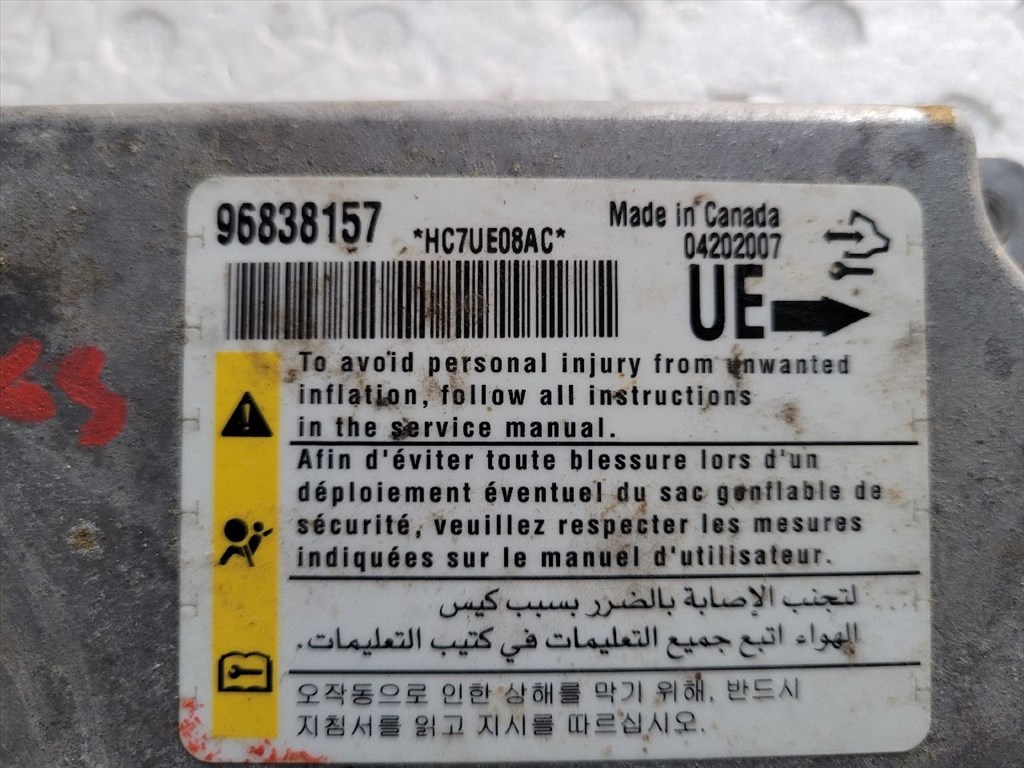 96838157
*HC7UE08AC*
Made in Canada
04202007
UE
To avoid personal injury from unwanted
inflation, follow all instructions
in the service manual.
Afin d'éviter toute blessure lors d'un
déploiement éventuel du sac gonflable de
sécurité, veuillez respecter les mesures
indiquées sur le manuel d'utilisateur.
لتجنب الإصابة بالضرر بسبب كيس
الهواء اتبع جميع التعليمات في كتيب التعليمات.
오작동으로 인한 상해를 막기 위해, 반드시
지침서를 읽고 지시를 따르십시오.